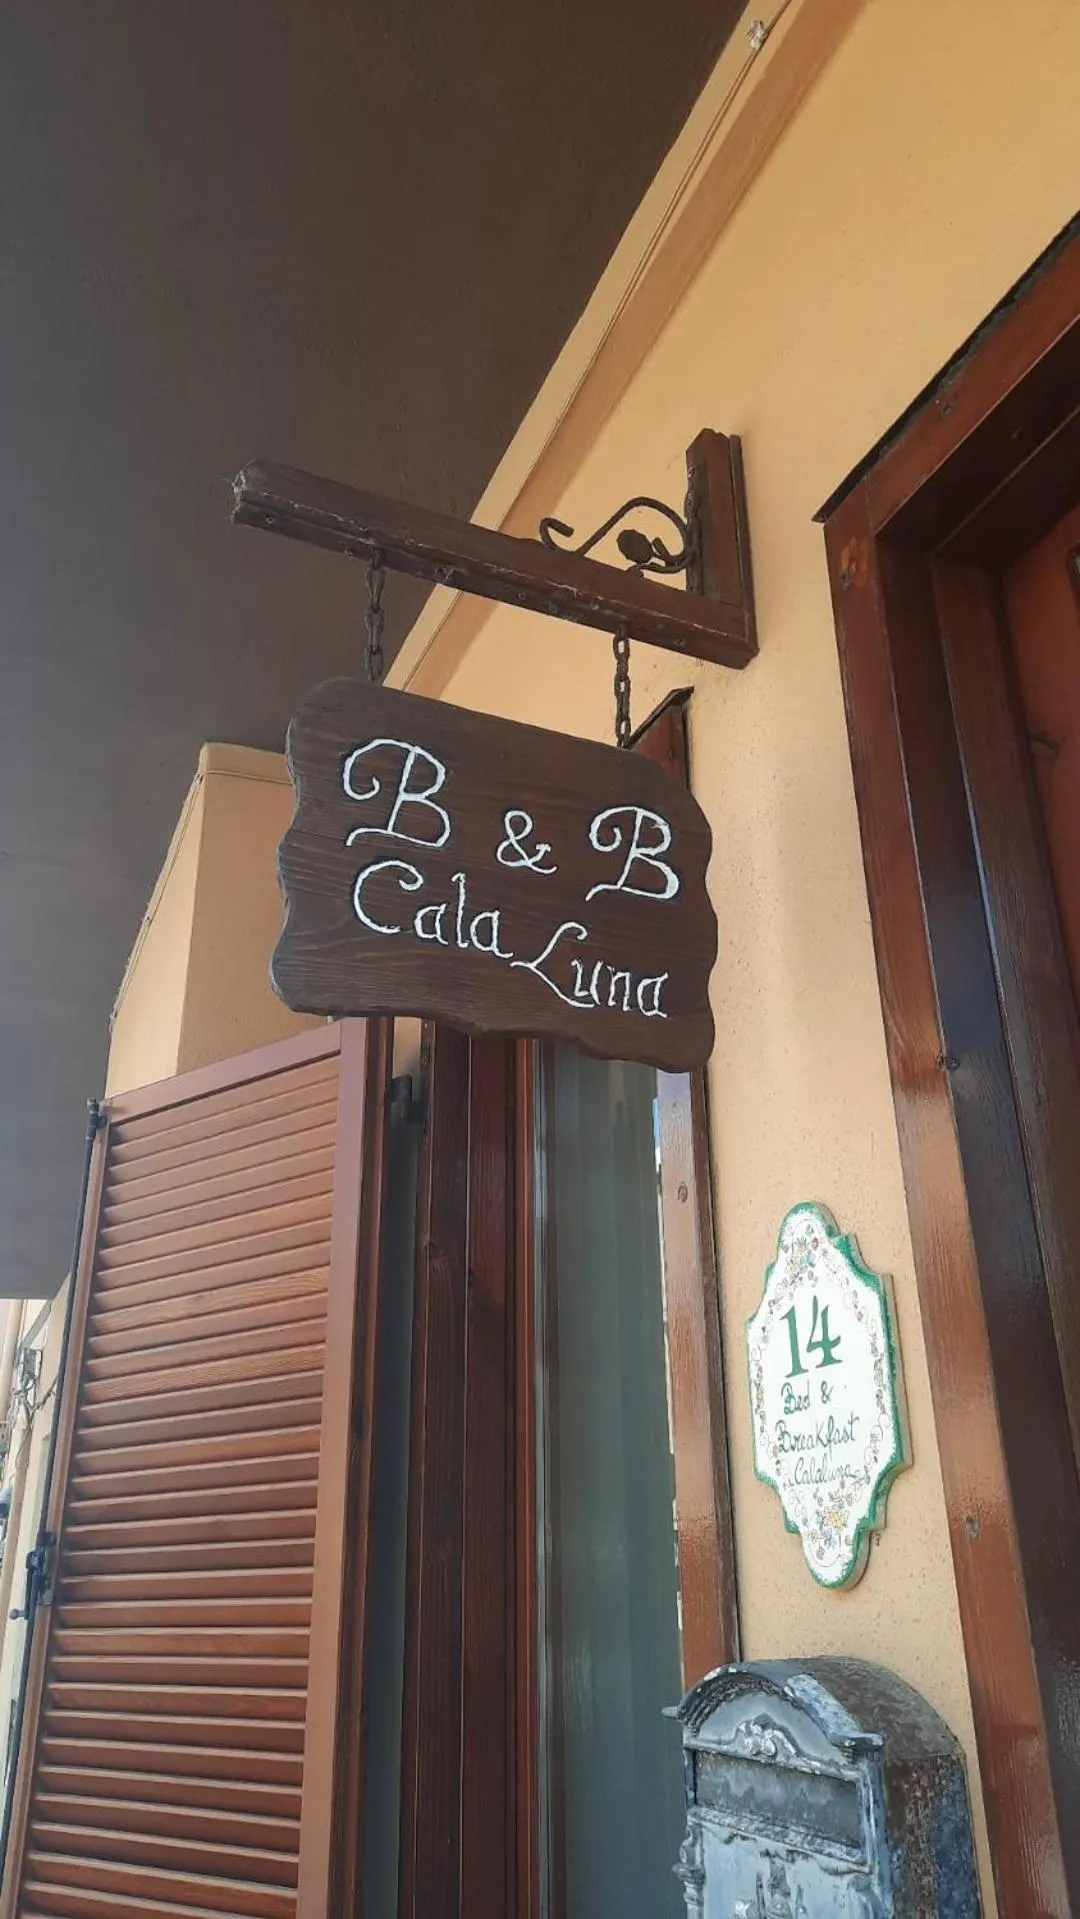 B & B
Cala Luna
14
Bed &
Breakfast
Calaluna